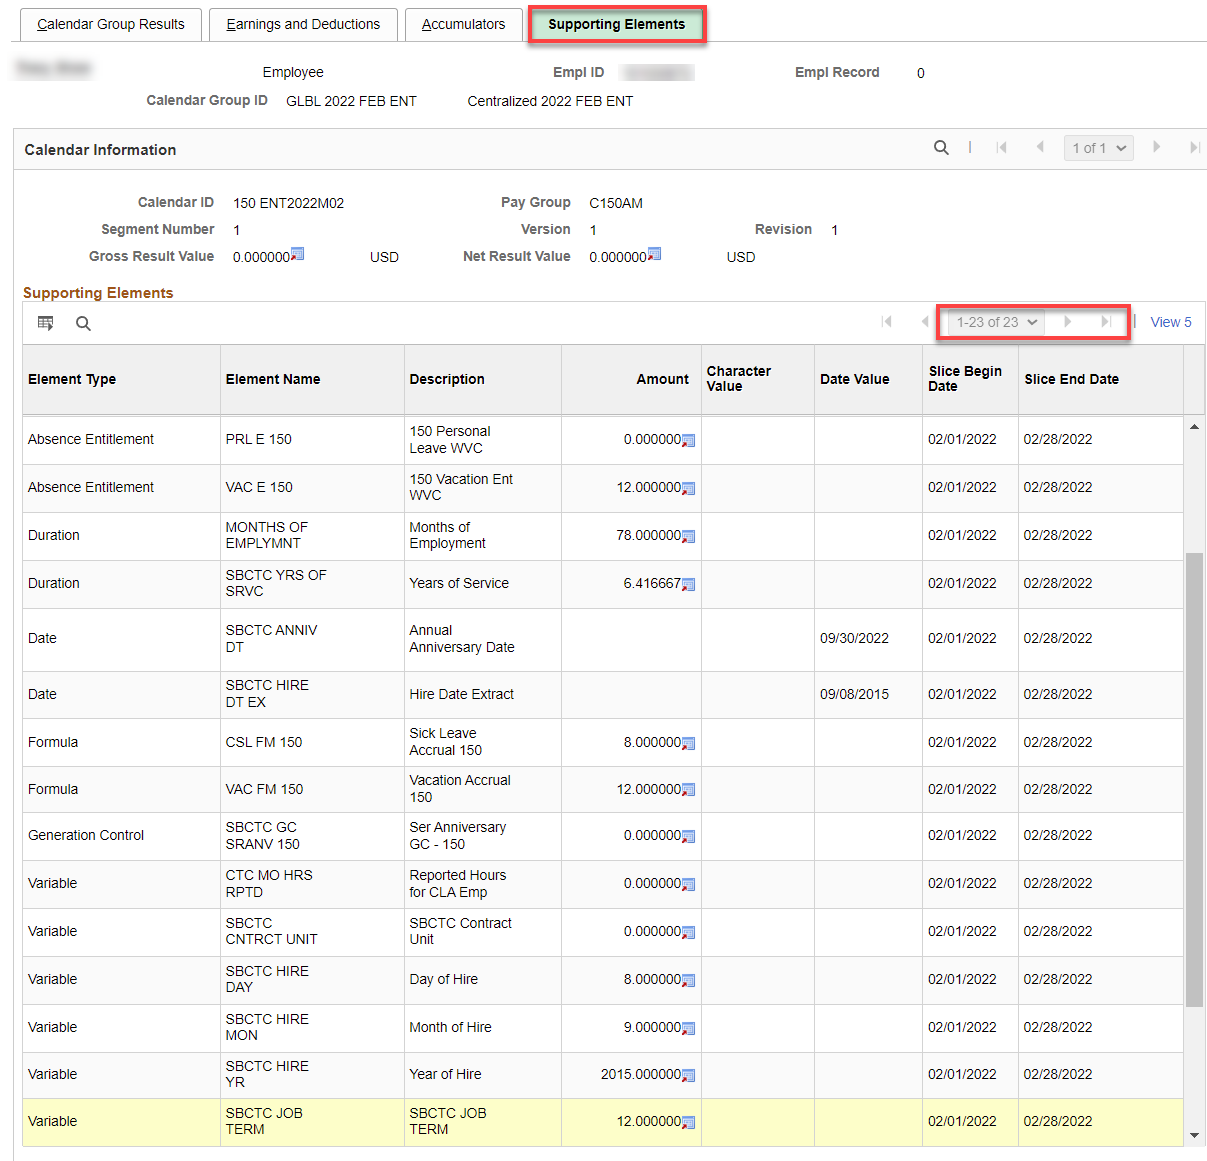 Calendar Group Results Earnings and Deductions Accumulators Supporting Elements
Employee Empl ID Empl Record 0
Calendar Group ID GLBL 2022 FEB ENT Centralized 2022 FEB ENT
Calendar Information 1 of 1
Calendar ID 150 ENT2022M02 Pay Group C150AM
Segment Number 1 Version 1 Revision 1
Gross Result Value 0.000000 USD Net Result Value 0.000000 USD
Supporting Elements
1-23 of 23 View 5
Element Type Element Name Description Amount Character Value Date Value Slice Begin Date Slice End Date
Absence Entitlement PRL E 150 150 Personal Leave WVC 0.000000 02/01/2022 02/28/2022
Absence Entitlement VAC E 150 150 Vacation Ent WVC 12.000000 02/01/2022 02/28/2022
Duration MONTHS OF EMPLYMNT Months of Employment 78.000000 02/01/2022 02/28/2022
Duration SBCTC YRS OF SRVC Years of Service 6.416667 02/01/2022 02/28/2022
Date SBCTC ANNIV DT Annual Anniversary Date 09/30/2022 02/01/2022 02/28/2022
Date SBCTC HIRE DT EX Hire Date Extract 09/08/2015 02/01/2022 02/28/2022
Formula CSL FM 150 Sick Leave Accrual 150 8.000000 02/01/2022 02/28/2022
Formula VAC FM 150 Vacation Accrual 150 12.000000 02/01/2022 02/28/2022
Generation Control SBCTC GC SRANV 150 Ser Anniversary GC - 150 0.000000 02/01/2022 02/28/2022
Variable CTC MO HRS RPTD Reported Hours for CLA Emp 0.000000 02/01/2022 02/28/2022
Variable SBCTC CNTRCT UNIT SBCTC Contract Unit 0.000000 02/01/2022 02/28/2022
Variable SBCTC HIRE DAY Day of Hire 8.000000 02/01/2022 02/28/2022
Variable SBCTC HIRE MON Month of Hire 9.000000 02/01/2022 02/28/2022
Variable SBCTC HIRE YR Year of Hire 2015.000000 02/01/2022 02/28/2022
Variable SBCTC JOB TERM SBCTC JOB TERM 12.000000 02/01/2022 02/28/2022